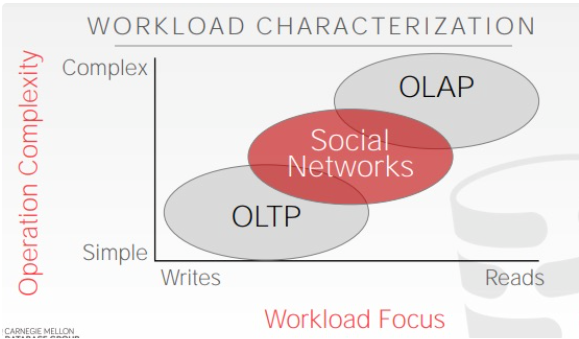 WORKLOAD CHARACTERIZATION
Operation Complexity
Complex
OLAP
Social
Networks
OLTP
Simple
Writes
Reads
Workload Focus
CARNEGIE MELLON
DATABASE GROUP